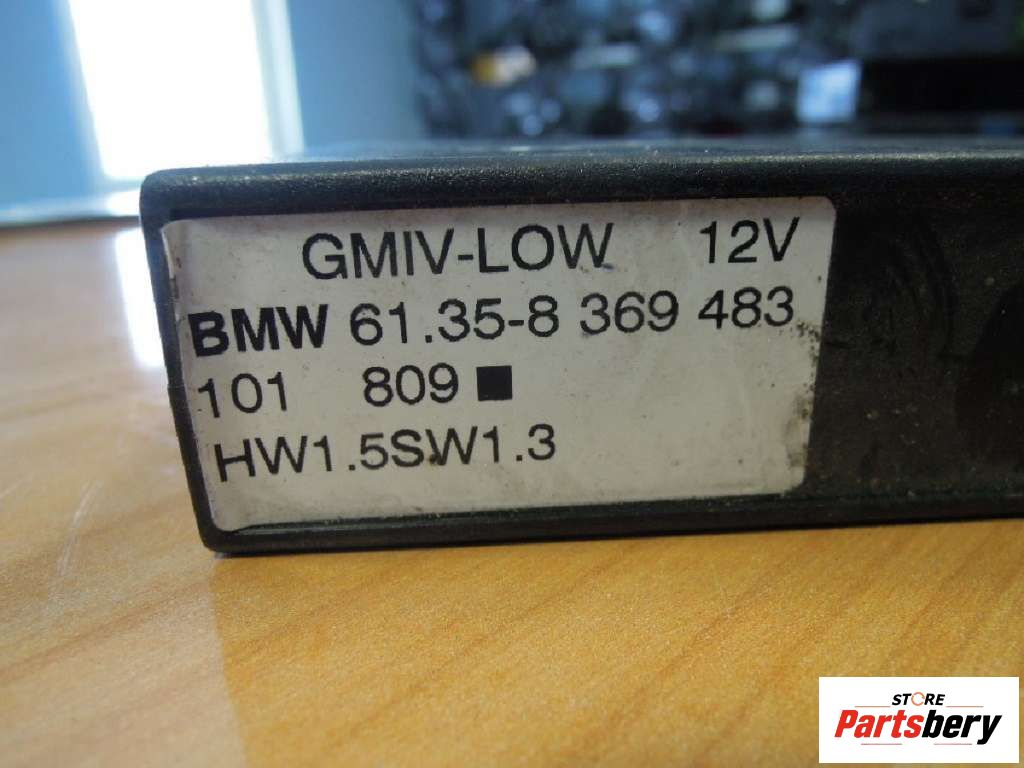 GMIV-LOW 12V
BMW 61.35-8 369 483
101 809 ■
HW1.5SW1.3
STORE
Partsbery